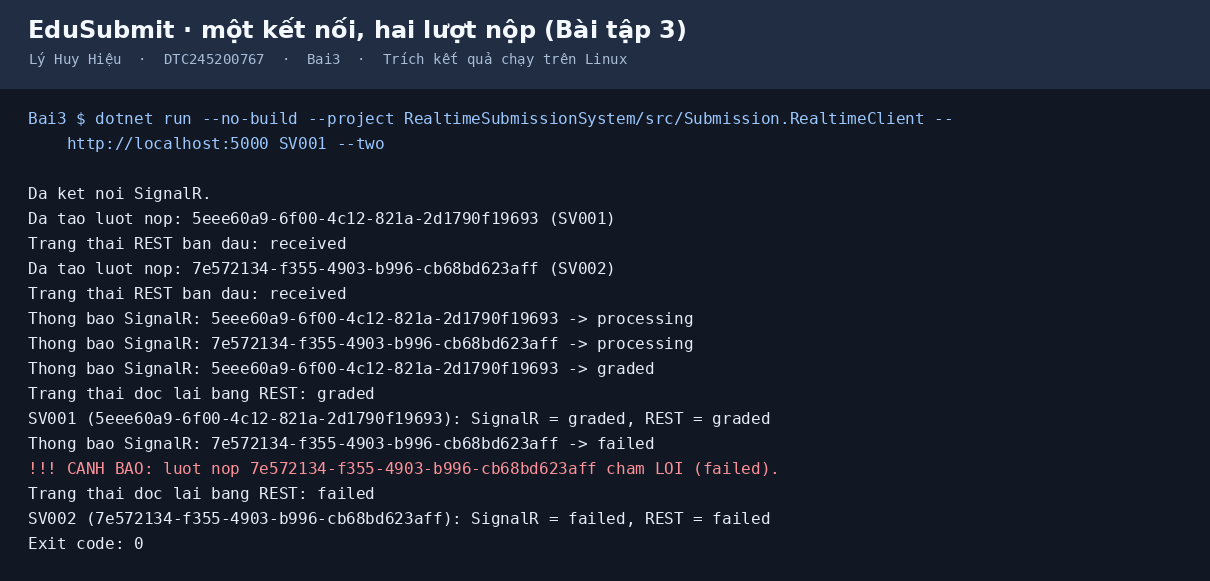 EduSubmit · một kết nối, hai lượt nộp (Bài tập 3)
Lý Huy Hiệu · DTC245200767 · Bai3 · Trích kết quả chạy trên Linux
Bai3 $ dotnet run --no-build --project RealtimeSubmissionSystem/src/Submission.RealtimeClient --
http://localhost:5000 SV001 --two
Da ket noi SignalR.
Da tao luot nop: 5eee60a9-6f00-4c12-821a-2d1790f19693 (SV001)
Trang thai REST ban dau: received
Da tao luot nop: 7e572134-f355-4903-b996-cb68bd623aff (SV002)
Trang thai REST ban dau: received
Thong bao SignalR: 5eee60a9-6f00-4c12-821a-2d1790f19693 -> processing
Thong bao SignalR: 7e572134-f355-4903-b996-cb68bd623aff -> processing
Thong bao SignalR: 5eee60a9-6f00-4c12-821a-2d1790f19693 -> graded
Trang thai doc lai bang REST: graded
SV001 (5eee60a9-6f00-4c12-821a-2d1790f19693): SignalR = graded, REST = graded
Thong bao SignalR: 7e572134-f355-4903-b996-cb68bd623aff -> failed
!!! CANH BAO: luot nop 7e572134-f355-4903-b996-cb68bd623aff cham LOI (failed).
Trang thai doc lai bang REST: failed
SV002 (7e572134-f355-4903-b996-cb68bd623aff): SignalR = failed, REST = failed
Exit code: 0